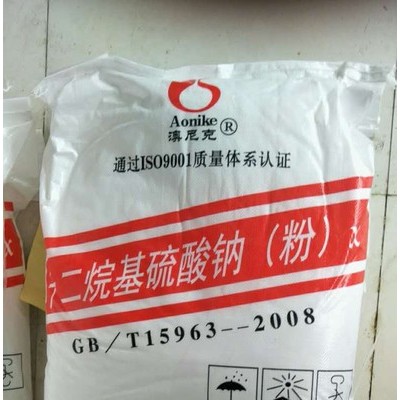 Aonike
澳尼克®
通过ISO9001质量体系认证
二烷基硫酸钠（粉）
GB/T15963--2008